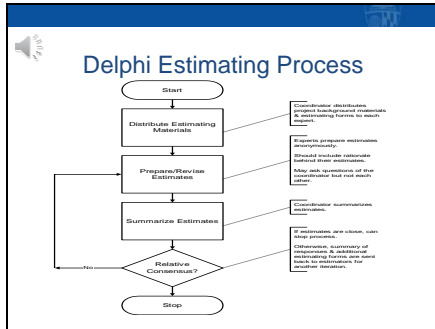 Delphi Estimating Process
Start
Distribute Estimating
Materials
Coordinator distributes
project background materials
& estimating forms to each
expert.
Prepare/Revise
Estimates
Experts prepare estimates
anonymously.
Should include rationale
behind their estimates.
May ask questions of the
coordinator but not each
other.
Summarize Estimates
Coordinator summarizes
estimates.
Relative
Consensus?
No
If estimates are close, can
stop process.
Otherwise, summary of
responses & additional
estimating forms are sent
back to estimators for
another iteration.
Stop